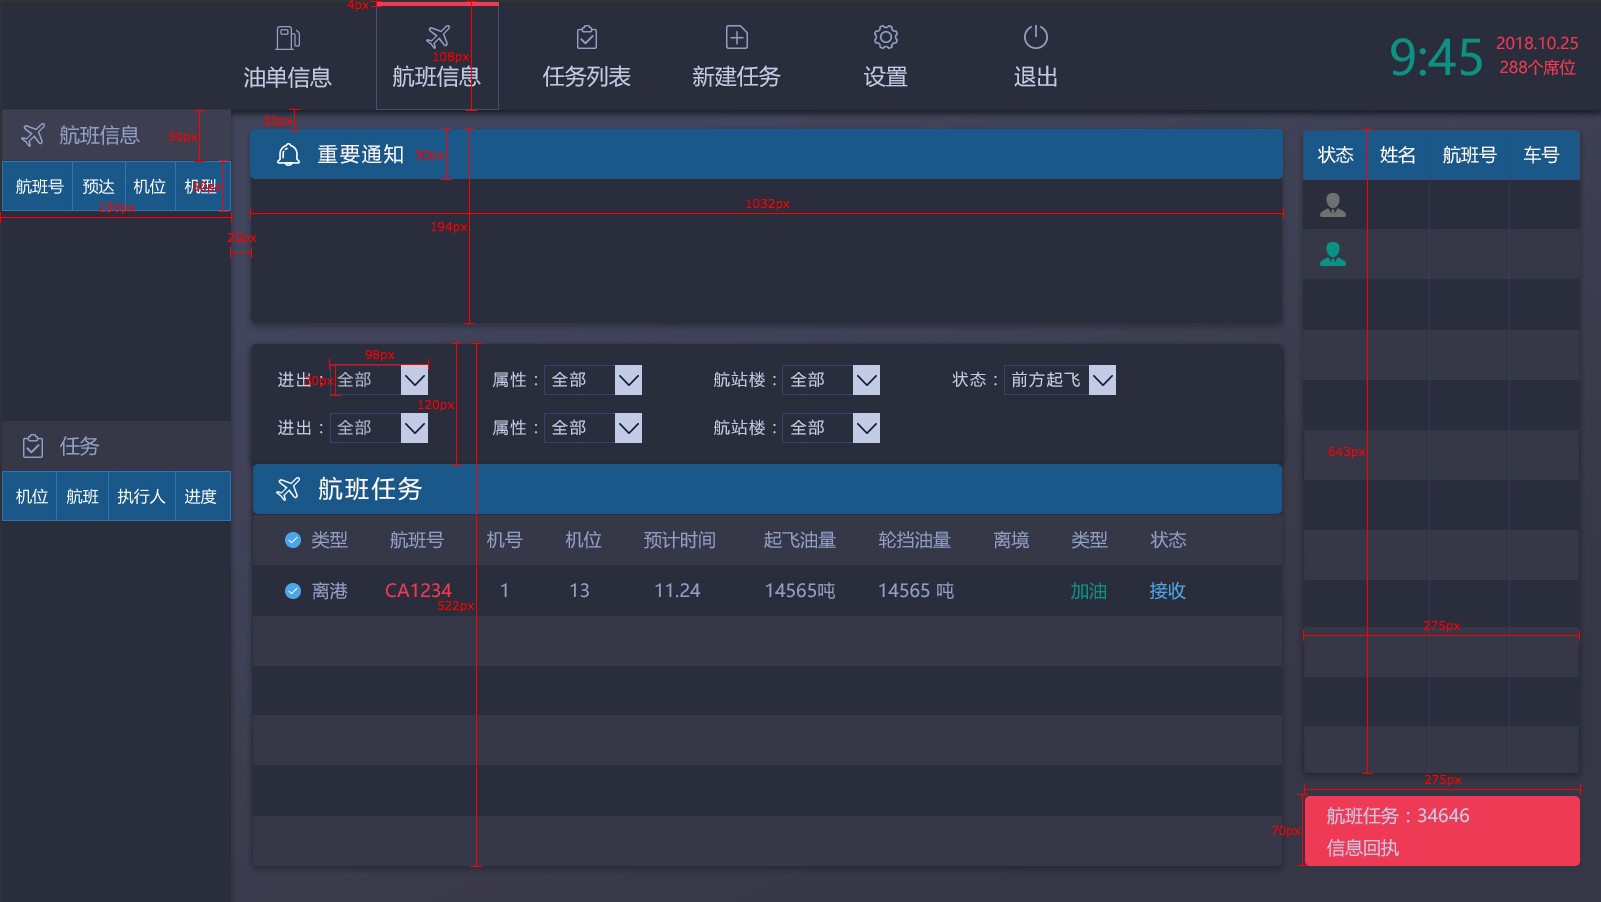 4px
108px
油单信息
航班信息
任务列表
新建任务
设置
退出
9:45
2018.10.25
288个席位
航班信息
50px
航班号 预达 机位 机型
230px
20px
20px
重要通知
50px
1032px
194px
状态 姓名 航班号 车号
98px
进出：全部
属性：全部
航站楼：全部
状态：前方起飞
120px
进出：全部
属性：全部
航站楼：全部
任务
机位 航班 执行人 进度
航班任务
类型 航班号 机号 机位 预计时间 起飞油量 轮挡油量 离境 类型 状态
离港 CA1234 1 13 11.24 14565吨 14565 吨 加油 接收
522px
643px
275px
275px
70px
航班任务：34646
信息回执